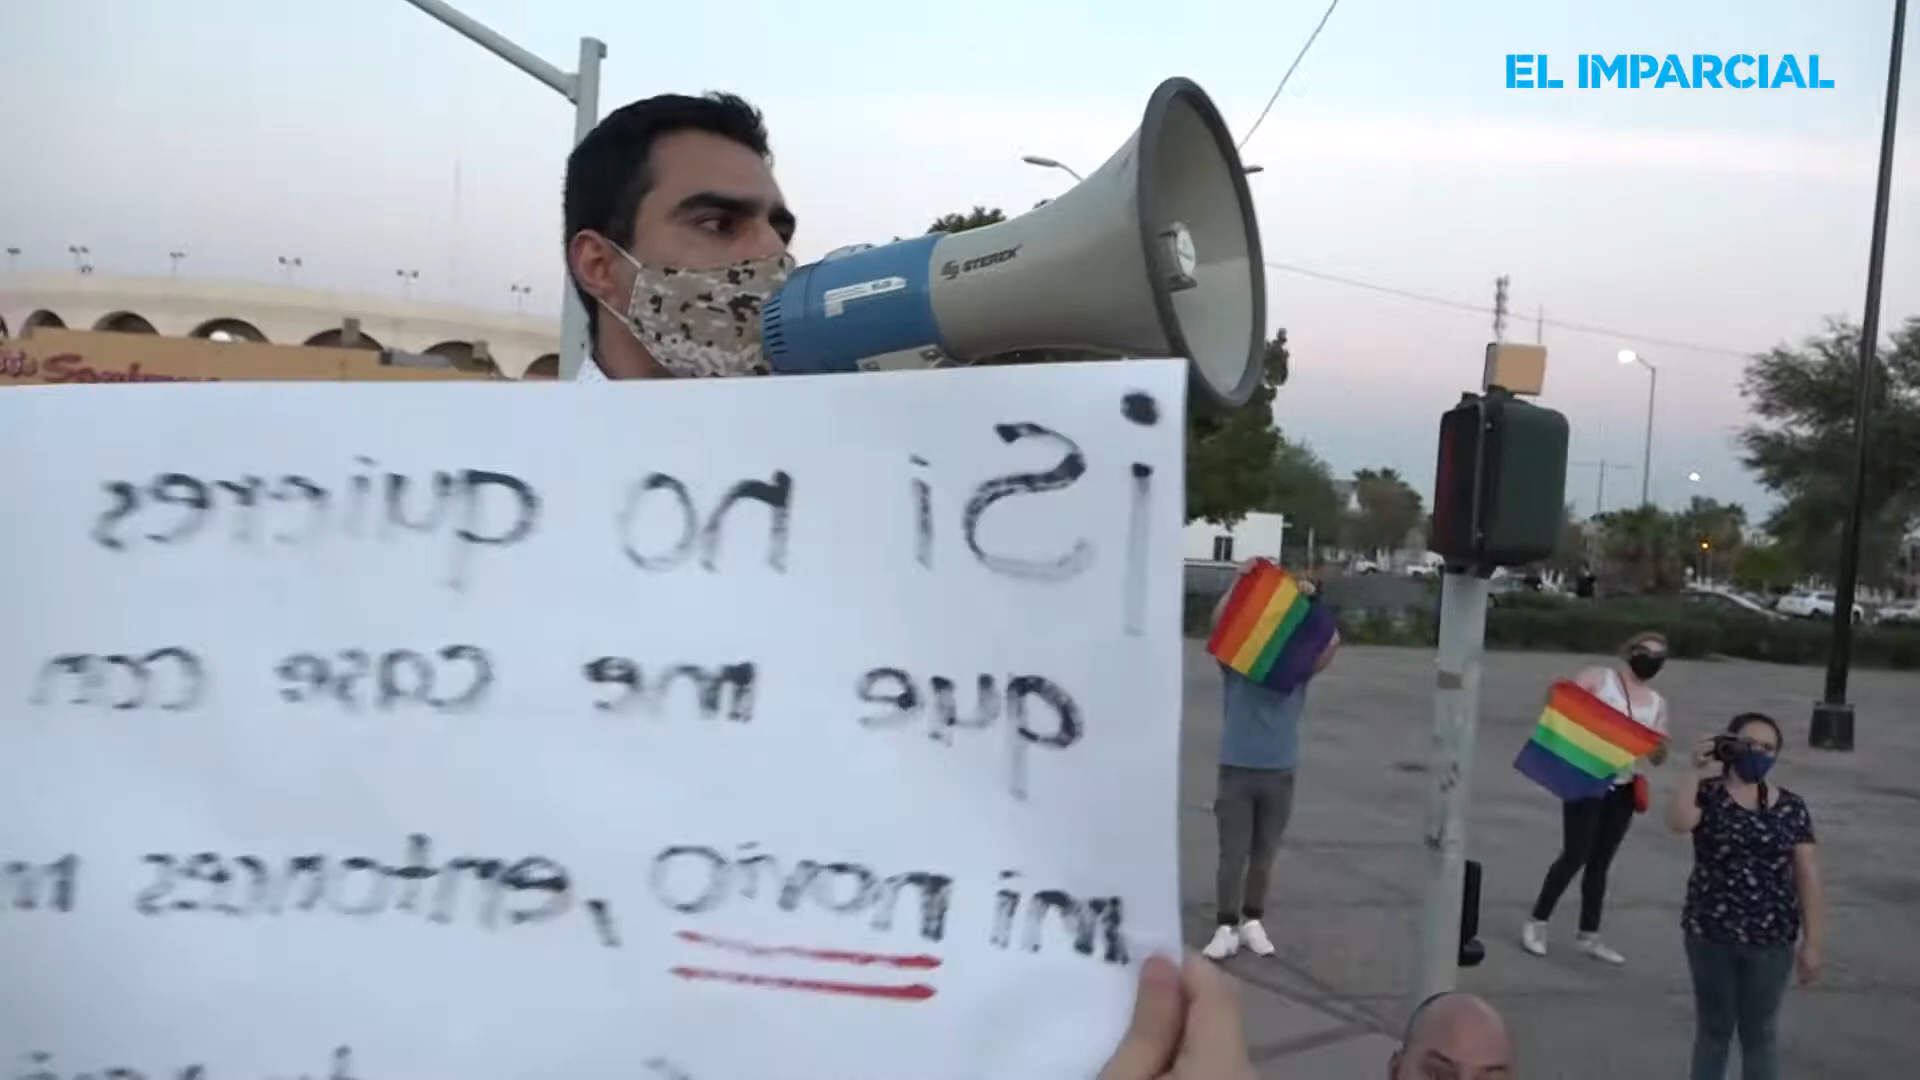 EL IMPARCIAL
STEREN
¡Si no quieres
que me case con
mi novio, entonces